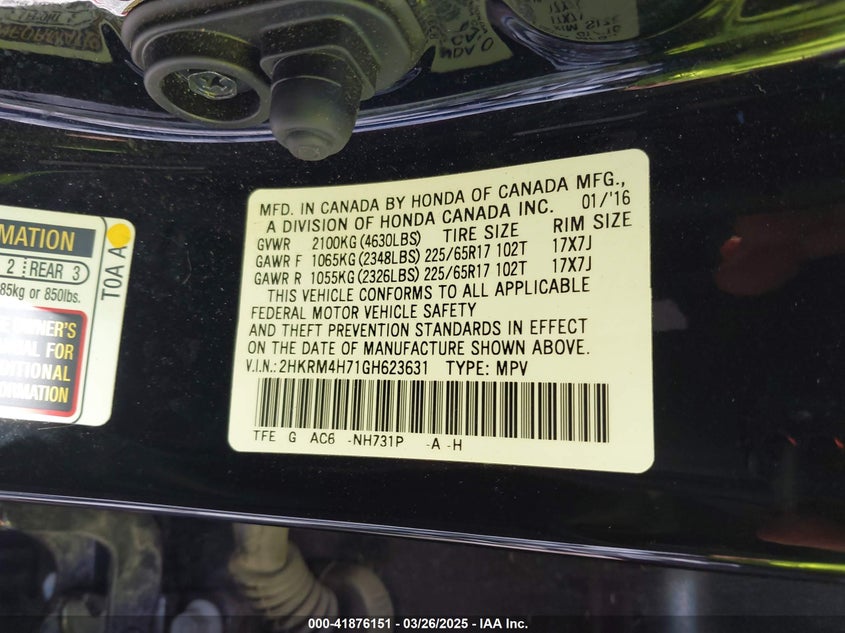 MFD. IN CANADA BY HONDA OF CANADA MFG.,
A DIVISION OF HONDA CANADA INC. 01/'16
GVWR 2100KG (4630LBS) TIRE SIZE RIM SIZE
GAWR F 1065KG (2348LBS) 225/65R17 102T 17X7J
GAWR R 1055KG (2326LBS) 225/65R17 102T 17X7J
THIS VEHICLE CONFORMS TO ALL APPLICABLE
FEDERAL MOTOR VEHICLE SAFETY
AND THEFT PREVENTION STANDARDS IN EFFECT
ON THE DATE OF MANUFACTURE SHOWN ABOVE.
V.I.N.: 2HKRM4H71GH623631 TYPE: MPV
TFE G AC6 -NH731P -A -H
MATION
2 REAR 3
85kg or 850lbs.
OWNER'S
FOR
TOA A
000-41876151 — 03/26/2025 — IAA Inc.